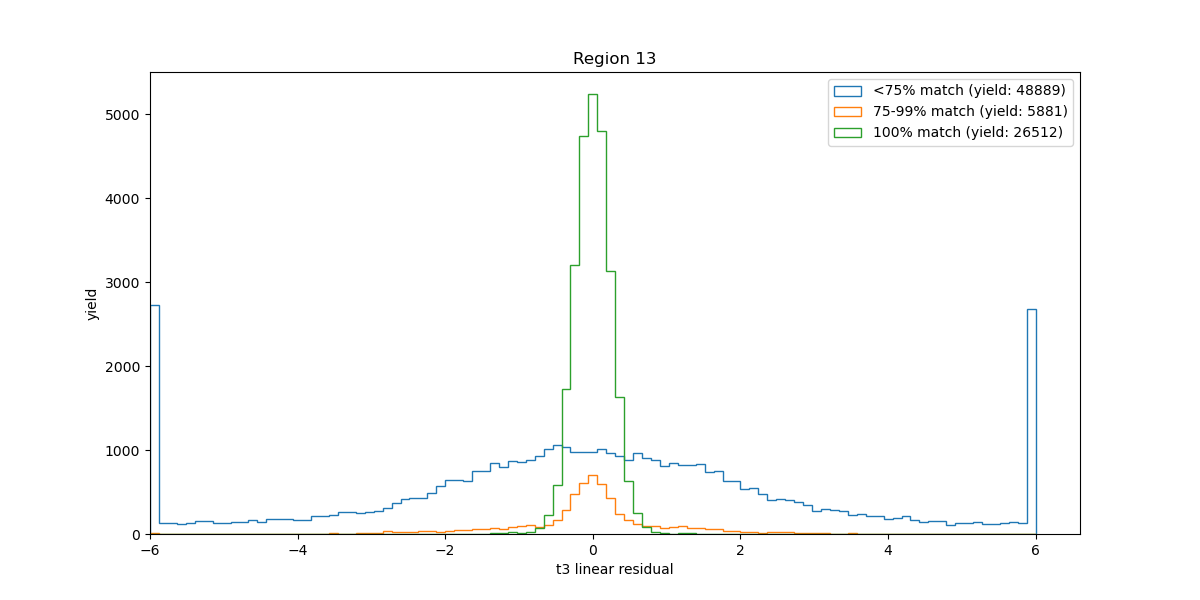 Region 13
<75% match (yield: 48889)
75-99% match (yield: 5881)
100% match (yield: 26512)
5000
4000
3000
2000
1000
0
yield
−6 −4 −2 0 2 4 6
t3 linear residual